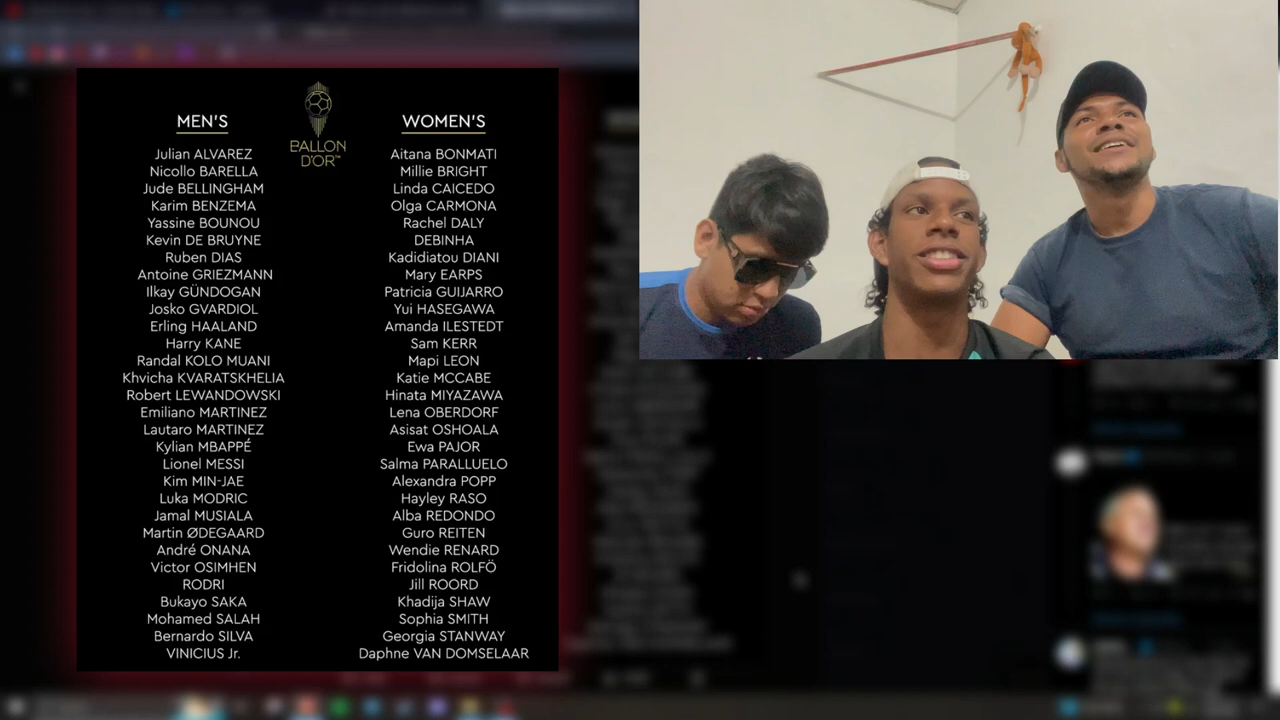 MEN'S
Julian ALVAREZ
Nicollo BARELLA
Jude BELLINGHAM
Karim BENZEMA
Yassine BOUNOU
Kevin DE BRUYNE
Ruben DIAS
Antoine GRIEZMANN
Ilkay GÜNDOGAN
Josko GVARDIOL
Erling HAALAND
Harry KANE
Randal KOLO MUANI
Khvicha KVARATSKHELIA
Robert LEWANDOWSKI
Emiliano MARTINEZ
Lautaro MARTINEZ
Kylian MBAPPÉ
Lionel MESSI
Kim MIN-JAE
Luka MODRIC
Jamal MUSIALA
Martin ØDEGAARD
André ONANA
Victor OSIMHEN
RODRI
Bukayo SAKA
Mohamed SALAH
Bernardo SILVA
VINICIUS Jr.
BALLON
D'OR™
WOMEN'S
Aitana BONMATI
Millie BRIGHT
Linda CAICEDO
Olga CARMONA
Rachel DALY
DEBINHA
Kadidiatou DIANI
Mary EARPS
Patricia GUIJARRO
Yui HASEGAWA
Amanda ILESTEDT
Sam KERR
Mapi LEON
Katie MCCABE
Hinata MIYAZAWA
Lena OBERDORF
Asisat OSHOALA
Ewa PAJOR
Salma PARALLUELO
Alexandra POPP
Hayley RASO
Alba REDONDO
Guro REITEN
Wendie RENARD
Fridolina ROLFÖ
Jill ROORD
Khadija SHAW
Sophia SMITH
Georgia STANWAY
Daphne VAN DOMSELAAR